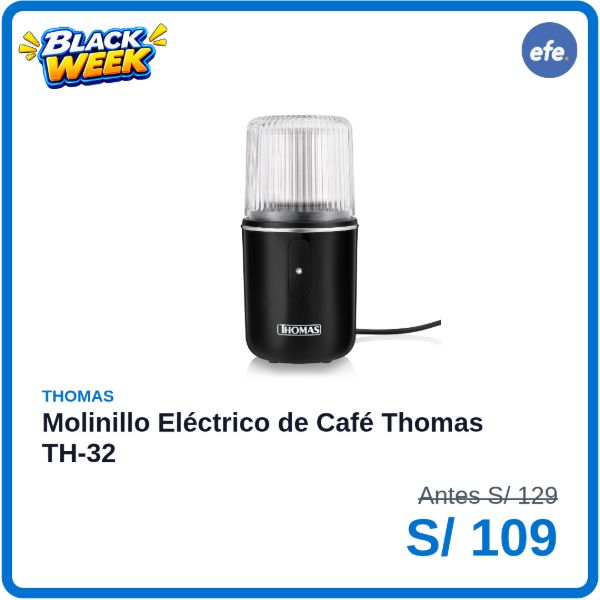 BLACK
WEEK
efe.
THOMAS
THOMAS
Molinillo Eléctrico de Café Thomas
TH-32
Antes S/ 129
S/ 109